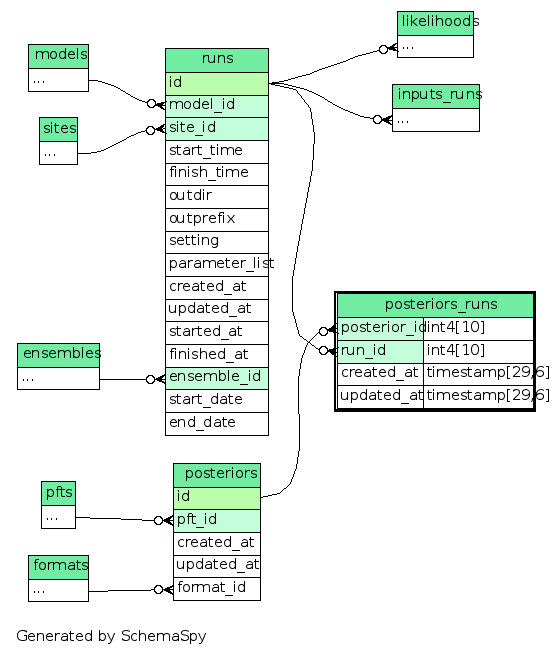 likelihoods
...
models
...
runs
id
model_id
site_id
start_time
finish_time
outdir
outprefix
setting
parameter_list
created_at
updated_at
started_at
finished_at
ensemble_id
start_date
end_date
inputs_runs
...
sites
...
posteriors_runs
posterior_id int4[10]
run_id int4[10]
created_at timestamp[29,6]
updated_at timestamp[29,6]
ensembles
...
posteriors
id
pft_id
created_at
updated_at
format_id
pfts
...
formats
...
Generated by SchemaSpy